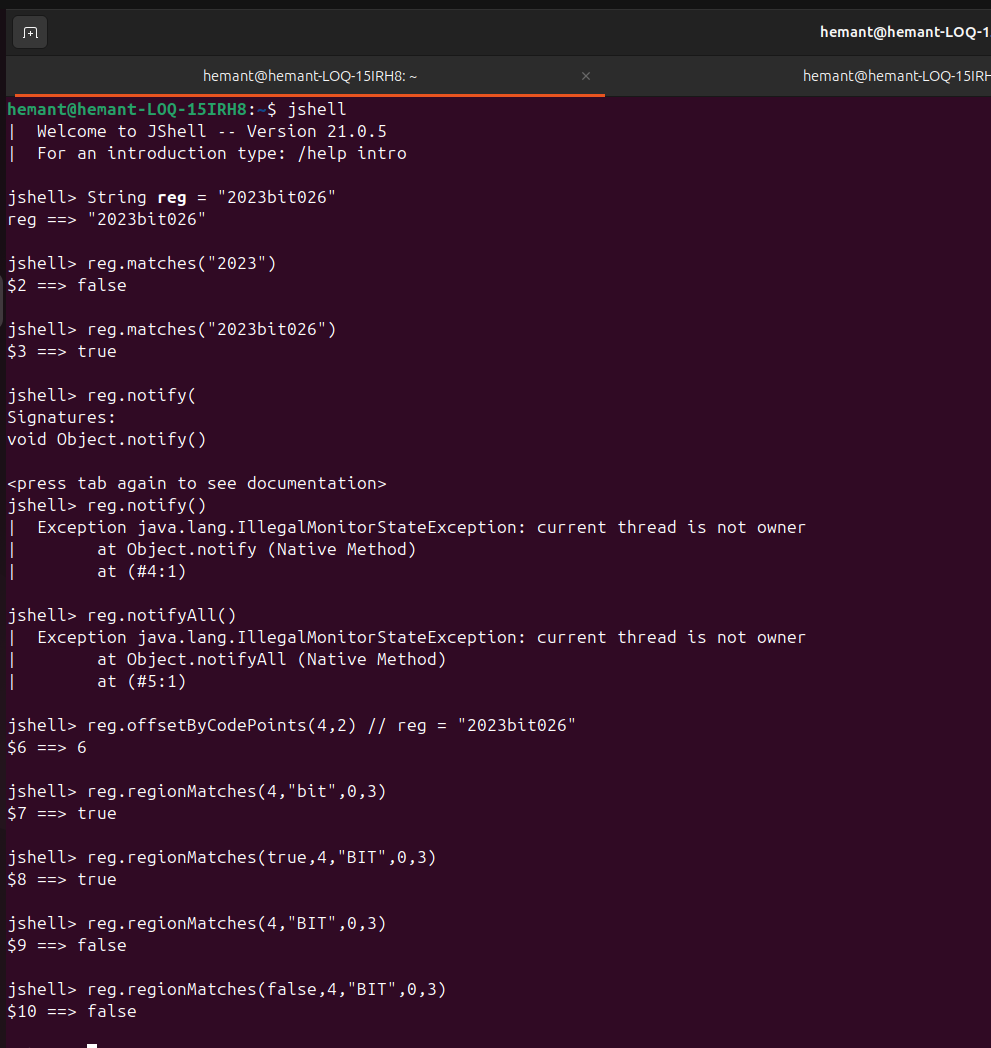 hemant@hemant-LOQ-1
hemant@hemant-LOQ-15IRH8: ~
hemant@hemant-LOQ-15IRH
hemant@hemant-LOQ-15IRH8:~$ jshell
|  Welcome to JShell -- Version 21.0.5
|  For an introduction type: /help intro
jshell> String reg = "2023bit026"
reg ==> "2023bit026"
jshell> reg.matches("2023")
$2 ==> false
jshell> reg.matches("2023bit026")
$3 ==> true
jshell> reg.notify(
Signatures:
void Object.notify()
<press tab again to see documentation>
jshell> reg.notify()
|  Exception java.lang.IllegalMonitorStateException: current thread is not owner
|        at Object.notify (Native Method)
|        at (#4:1)
jshell> reg.notifyAll()
|  Exception java.lang.IllegalMonitorStateException: current thread is not owner
|        at Object.notifyAll (Native Method)
|        at (#5:1)
jshell> reg.offsetByCodePoints(4,2) // reg = "2023bit026"
$6 ==> 6
jshell> reg.regionMatches(4,"bit",0,3)
$7 ==> true
jshell> reg.regionMatches(true,4,"BIT",0,3)
$8 ==> true
jshell> reg.regionMatches(4,"BIT",0,3)
$9 ==> false
jshell> reg.regionMatches(false,4,"BIT",0,3)
$10 ==> false